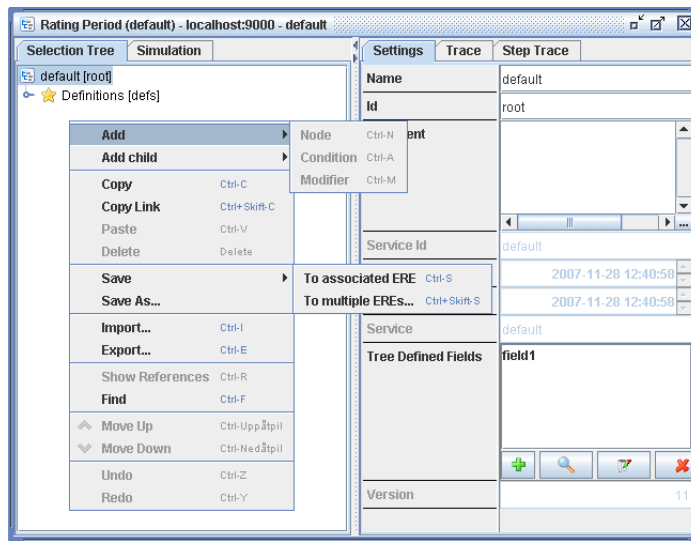 Rating Period (default) - localhost:9000 - default
Selection Tree Simulation
default [root]
Definitions [defs]
Add
Add child
Copy Ctrl-C
Copy Link Ctrl+Skift-C
Paste Ctrl-V
Delete Delete
Save
Save As...
Import... Ctrl-I
Export... Ctrl-E
Show References Ctrl-R
Find Ctrl-F
Move Up Ctrl-Uppåtpil
Move Down Ctrl-Nedåtpil
Undo Ctrl-Z
Redo Ctrl-Y
Node Ctrl-N
Condition Ctrl-A
Modifier Ctrl-M
To associated ERE Ctrl-S
To multiple EREs... Ctrl+Skift-S
Settings Trace Step Trace
Name default
Id root
ent
...
Service Id default
2007-11-28 12:40:58
2007-11-28 12:40:58
Service default
Tree Defined Fields field1
Version 11